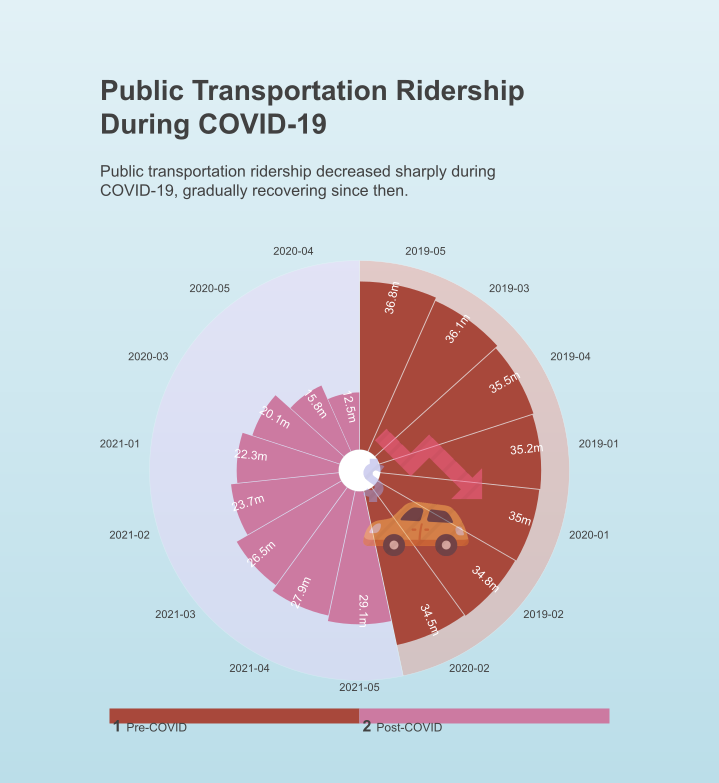 Public Transportation Ridership
During COVID-19
Public transportation ridership decreased sharply during
COVID-19, gradually recovering since then.
2020-04
2019-05
2020-05
2019-03
2020-03
2019-04
2021-01
2019-01
2021-02
2020-01
2021-03
2019-02
2021-04
2020-02
2021-05
36.8m
36.1m
35.5m
35.2m
35m
34.8m
34.5m
29.1m
27.9m
26.5m
23.7m
22.3m
20.1m
15.8m
12.5m
1 Pre-COVID
2 Post-COVID